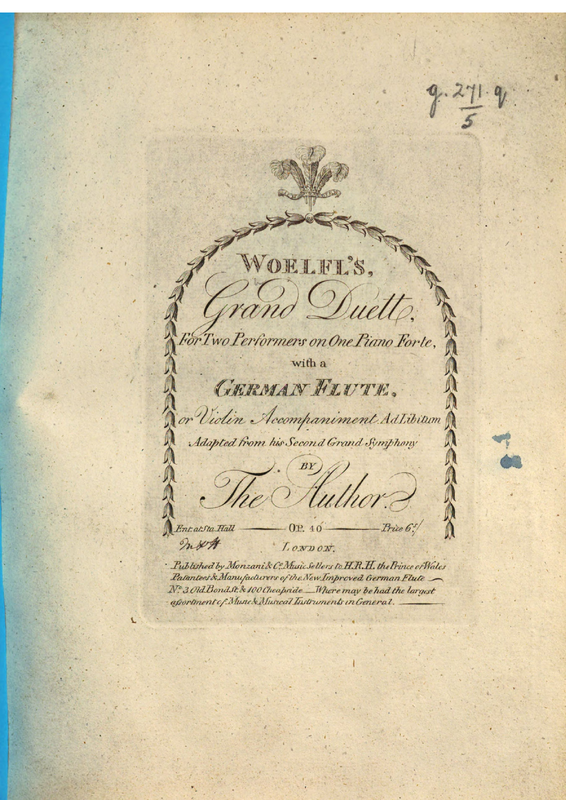 g.271.q
5
WOELFL'S,
Grand Duett,
For Two Performers on One Piano Forte,
with a
GERMAN FLUTE,
or Violin Accompaniment Ad Libitum
Adapted from his Second Grand Symphony
BY
The Author.
Ent. at Sta. Hall — OP. 40 — Price 6s/
LONDON,
Published by Monzani & Co. Music Sellers to H.R.H. the Prince of Wales
Patentees & Manufacturers of the New Improved German Flute —
No. 3 Old Bond St. & 100 Cheapside — Where may be had the largest
assortment of Music & Musical Instruments in General. —